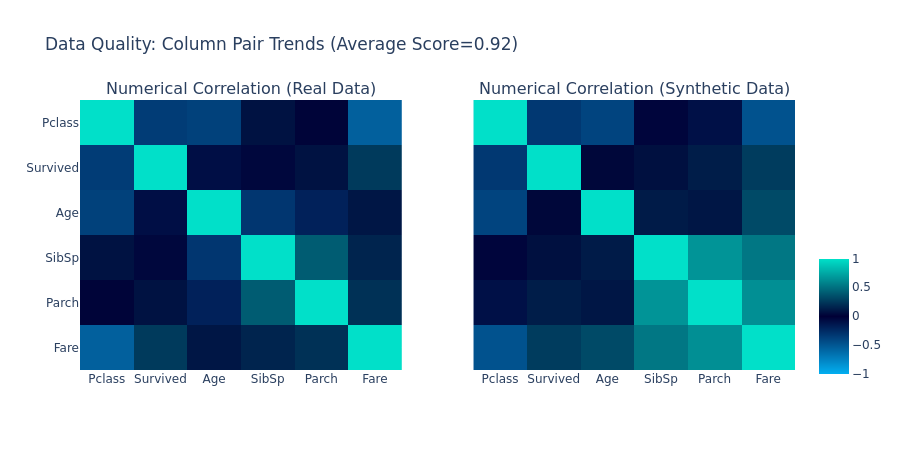 Data Quality: Column Pair Trends (Average Score=0.92)
Numerical Correlation (Real Data)
Numerical Correlation (Synthetic Data)
Pclass
Survived
Age
SibSp
Parch
Fare
Pclass Survived Age SibSp Parch Fare
Pclass Survived Age SibSp Parch Fare
1
0.5
0
−0.5
−1